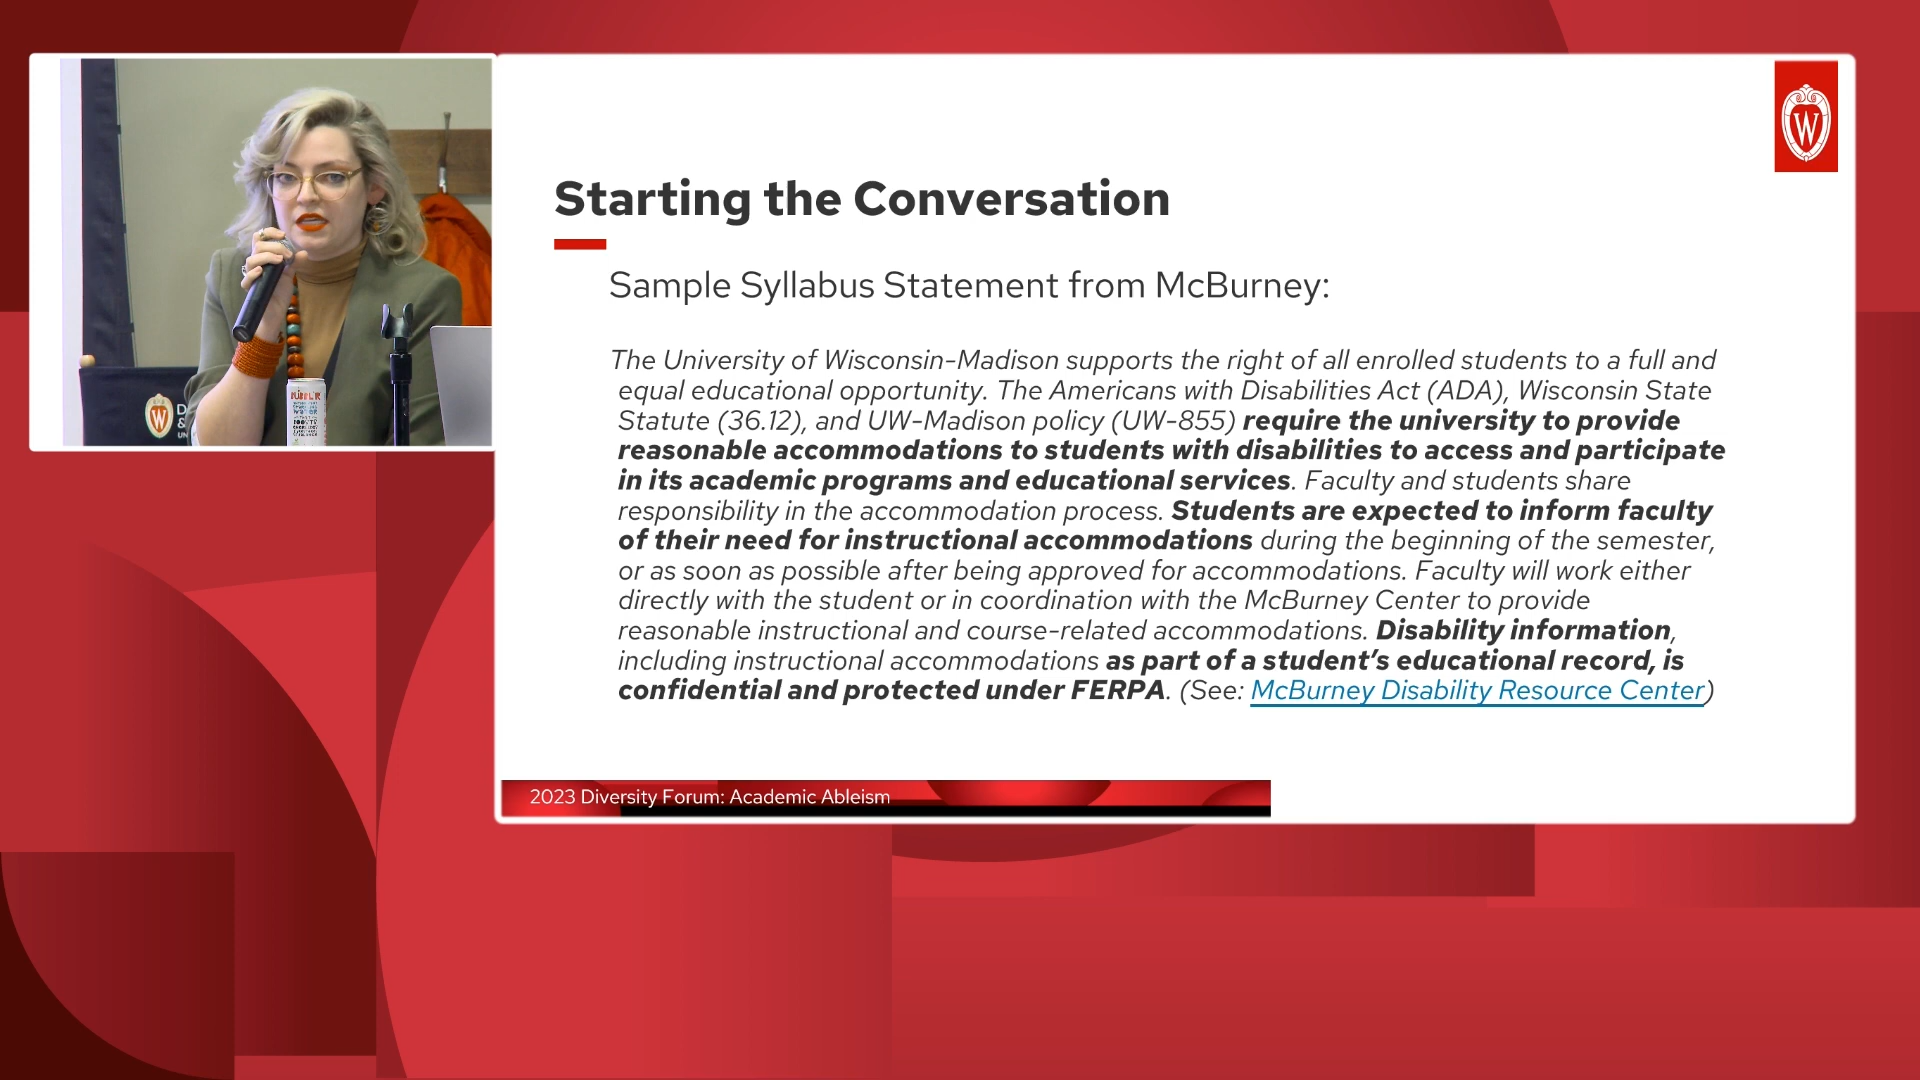 W
Starting the Conversation
Sample Syllabus Statement from McBurney:
The University of Wisconsin-Madison supports the right of all enrolled students to a full and
equal educational opportunity. The Americans with Disabilities Act (ADA), Wisconsin State
Statute (36.12), and UW-Madison policy (UW-855) require the university to provide
reasonable accommodations to students with disabilities to access and participate
in its academic programs and educational services. Faculty and students share
responsibility in the accommodation process. Students are expected to inform faculty
of their need for instructional accommodations during the beginning of the semester,
or as soon as possible after being approved for accommodations. Faculty will work either
directly with the student or in coordination with the McBurney Center to provide
reasonable instructional and course-related accommodations. Disability information,
including instructional accommodations as part of a student’s educational record, is
confidential and protected under FERPA. (See: McBurney Disability Resource Center)
2023 Diversity Forum: Academic Ableism
W
D
&
UN